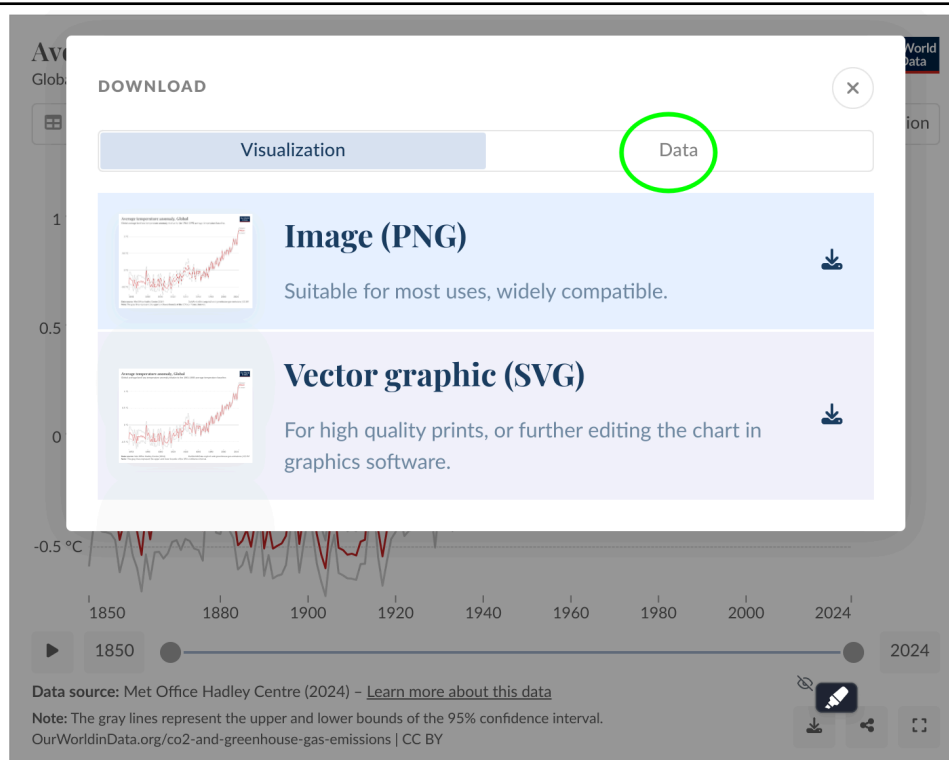 Ave
Glob
World
Data
ion
DOWNLOAD
Visualization
Data
Image (PNG)
Suitable for most uses, widely compatible.
Vector graphic (SVG)
For high quality prints, or further editing the chart in
graphics software.
1
0.5
0
-0.5 °C
1850 1880 1900 1920 1940 1960 1980 2000 2024
1850 2024
Data source: Met Office Hadley Centre (2024) – Learn more about this data
Note: The gray lines represent the upper and lower bounds of the 95% confidence interval.
OurWorldinData.org/co2-and-greenhouse-gas-emissions | CC BY